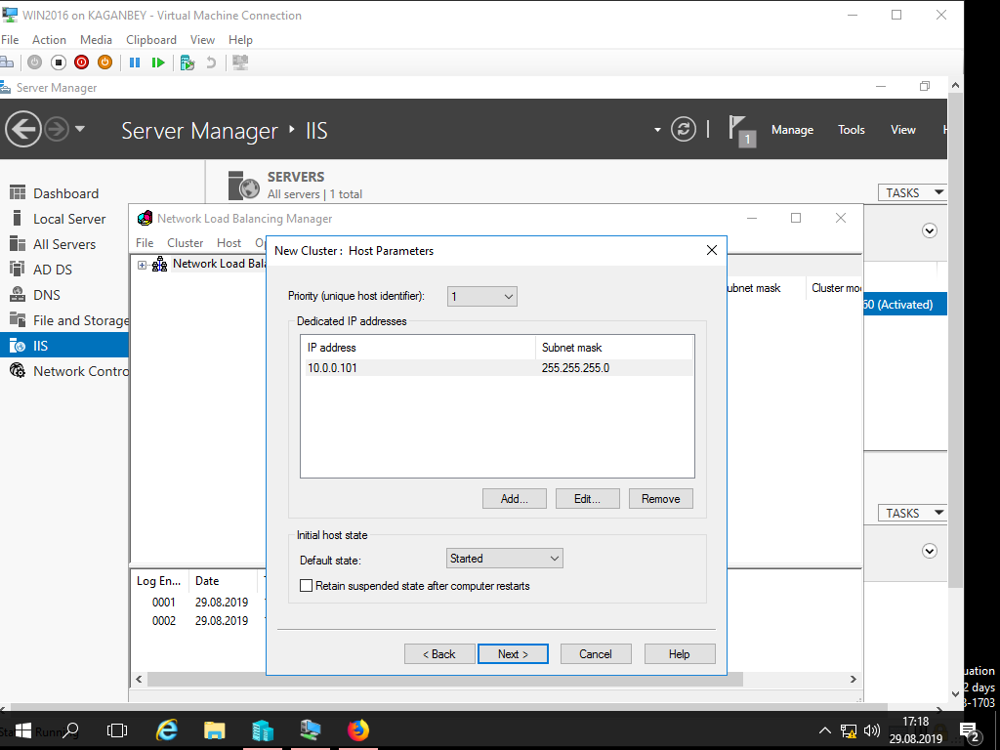 WIN2016 on KAGANBEY - Virtual Machine Connection
File Action Media Clipboard View Help
Server Manager
Server Manager IIS
1 Manage Tools View H
SERVERS
All servers | 1 total
TASKS
Dashboard
Local Server
All Servers
AD DS
DNS
File and Storage
IIS
Network Contro
Network Load Balancing Manager
File Cluster Host O
Network Load Bala
ubnet mask Cluster mo
60 (Activated)
New Cluster : Host Parameters
Priority (unique host identifier): 1
Dedicated IP addresses
IP address Subnet mask
10.0.0.101 255.255.255.0
Add... Edit... Remove
Initial host state
Default state: Started
Retain suspended state after computer restarts
< Back Next > Cancel Help
TASKS
Log En... Date
0001 29.08.2019
0002 29.08.2019
uation
2 days
3-1703
17:18
29.08.2019
2